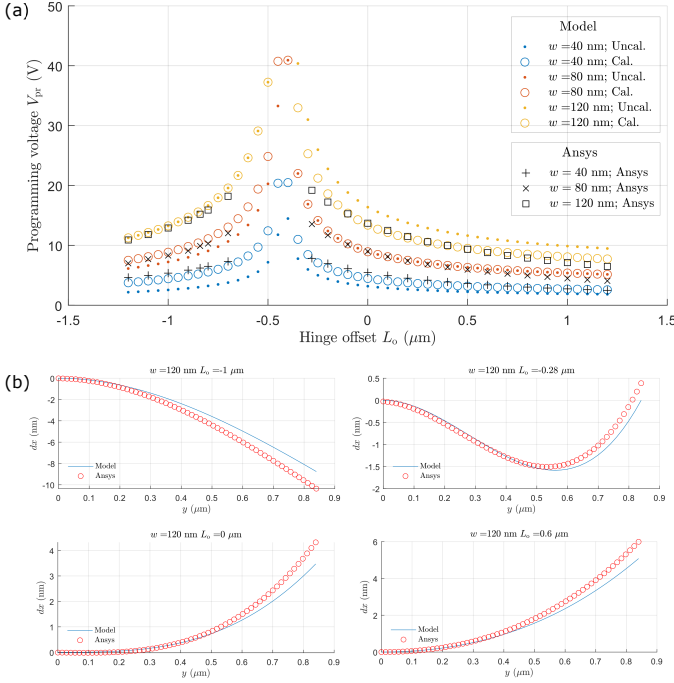 (a)
Programming voltage Vpr (V)
50
40
30
20
10
0
-1.5
-1
-0.5
0
0.5
1
1.5
Hinge offset Lo (μm)
Model
w =40 nm; Uncal.
w =40 nm; Cal.
w =80 nm; Uncal.
w =80 nm; Cal.
w =120 nm; Uncal.
w =120 nm; Cal.
Ansys
w = 40 nm; Ansys
w = 80 nm; Ansys
w = 120 nm; Ansys
(b)
w =120 nm Lo =-1 μm
dx (nm)
0
-2
-4
-6
-8
-10
Model
Ansys
0 0.1 0.2 0.3 0.4 0.5 0.6 0.7 0.8 0.9
y (μm)
w =120 nm Lo =-0.28 μm
dx (nm)
0.5
0
-0.5
-1
-1.5
-2
Model
Ansys
0 0.1 0.2 0.3 0.4 0.5 0.6 0.7 0.8 0.9
y (μm)
w =120 nm Lo =0 μm
dx (nm)
4
3
2
1
0
Model
Ansys
0 0.1 0.2 0.3 0.4 0.5 0.6 0.7 0.8 0.9
y (μm)
w =120 nm Lo =0.6 μm
dx (nm)
6
4
2
0
Model
Ansys
0 0.1 0.2 0.3 0.4 0.5 0.6 0.7 0.8 0.9
y (μm)